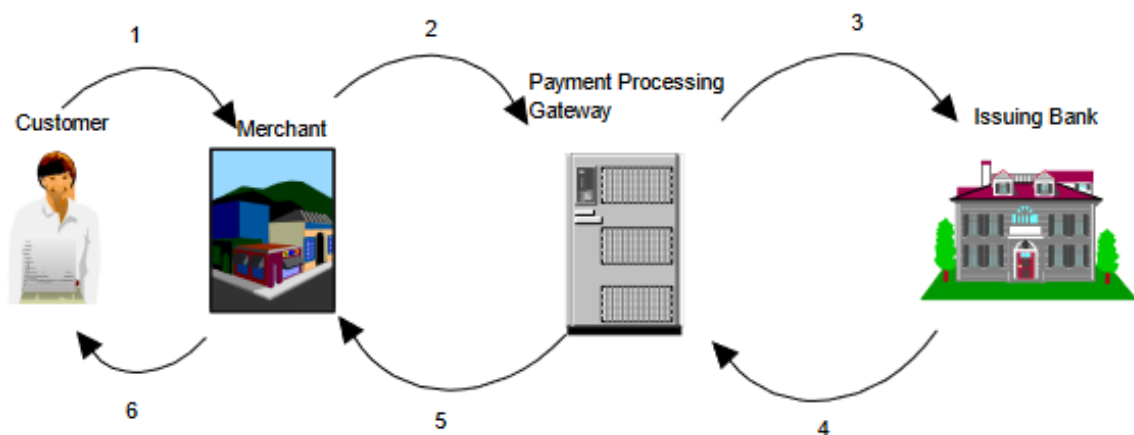 1
2
3
Payment Processing
Gateway
Customer
Merchant
Issuing Bank
6
5
4